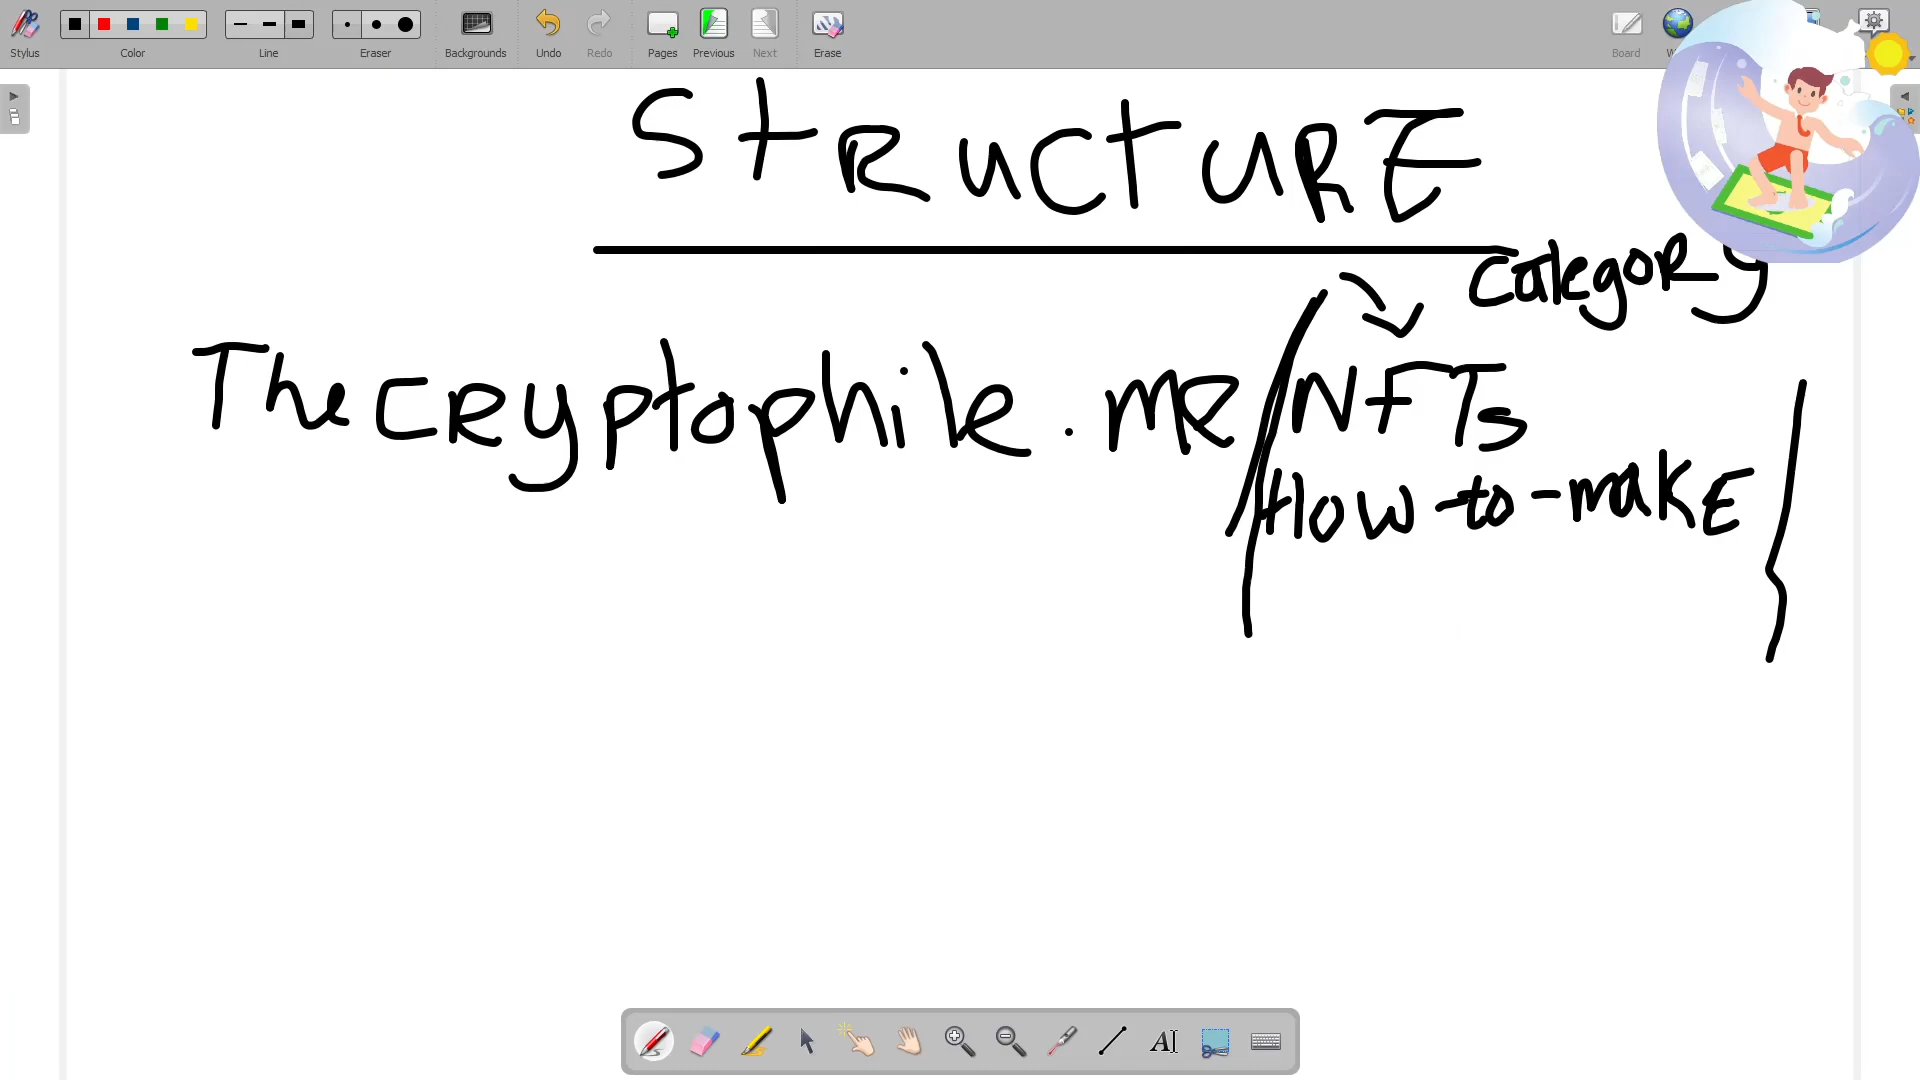 Stylus
Color
Line
Eraser
Backgrounds
Undo
Redo
Pages
Previous
Next
Erase
Board
StRuctuRE
category
TheCRyptophile.me/NFTs
How-to-makE